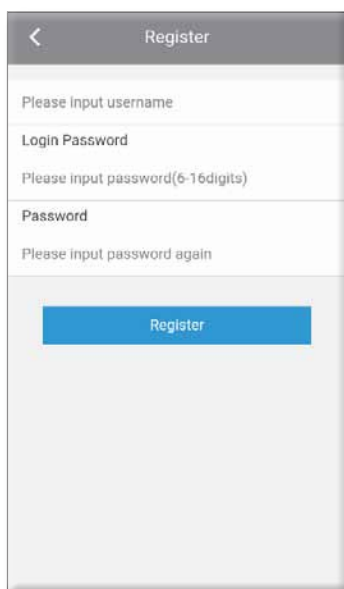 Register
Please input username
Login Password
Please input password(6-16digits)
Password
Please input password again
Register